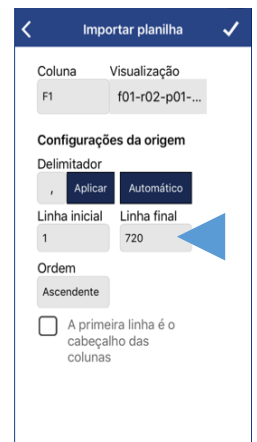 Importar planilha
Coluna Visualização
F1 f01-r02-p01-...
Configurações da origem
Delimitador
, Aplicar Automático
Linha inicial Linha final
1 720
Ordem
Ascendente
A primeira linha é o
cabeçalho das
colunas